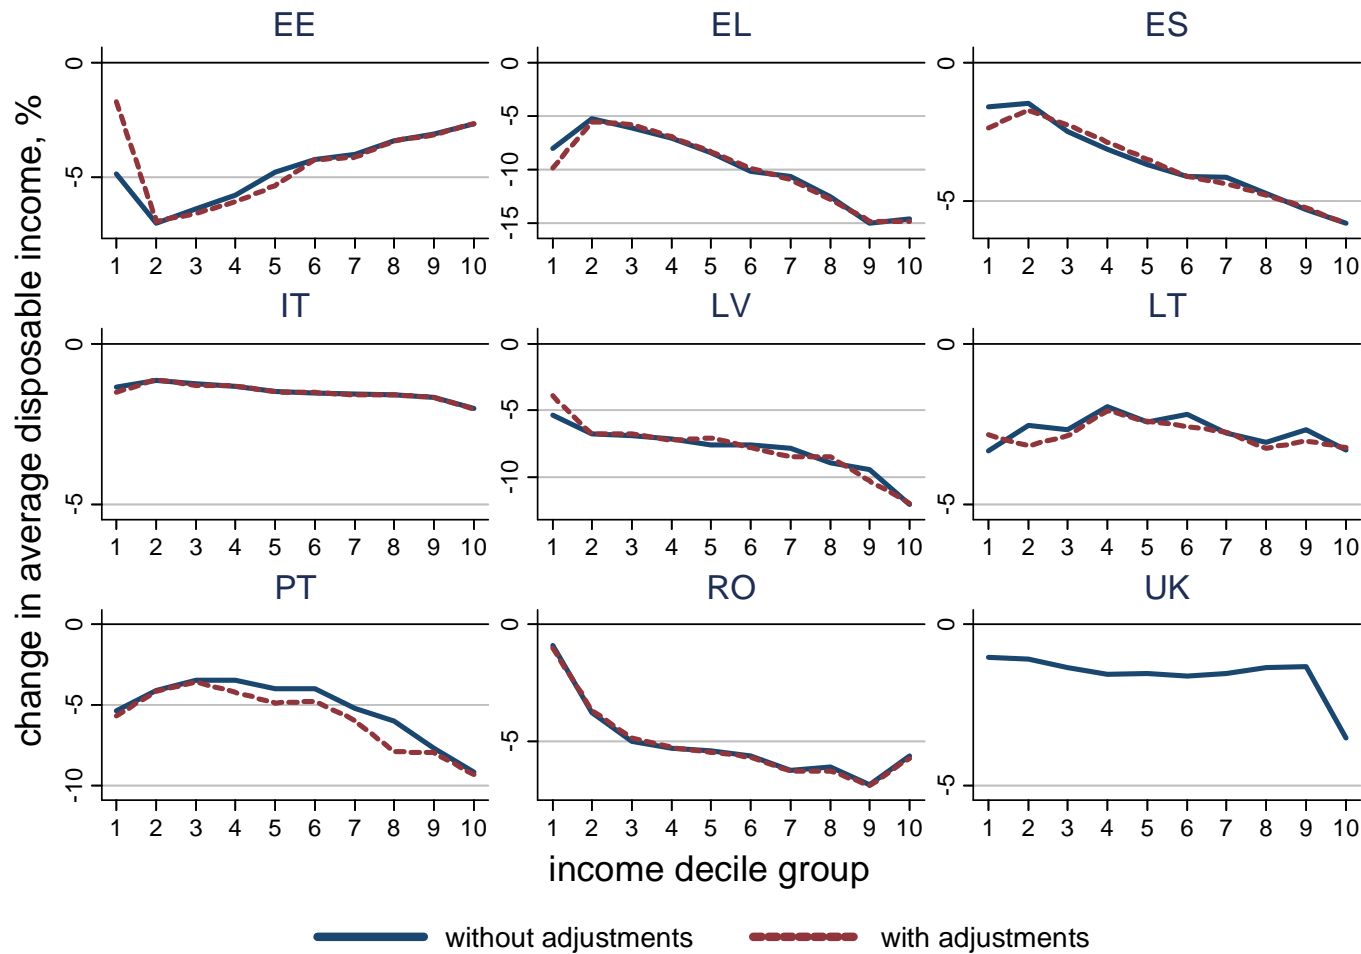 change in average disposable income, %
EE
0
-5
1 2 3 4 5 6 7 8 9 10
EL
0
-5
-10
-15
1 2 3 4 5 6 7 8 9 10
ES
0
-5
1 2 3 4 5 6 7 8 9 10
IT
0
-5
1 2 3 4 5 6 7 8 9 10
LV
0
-5
-10
1 2 3 4 5 6 7 8 9 10
LT
0
-5
1 2 3 4 5 6 7 8 9 10
PT
0
-5
-10
1 2 3 4 5 6 7 8 9 10
RO
0
-5
1 2 3 4 5 6 7 8 9 10
UK
0
-5
1 2 3 4 5 6 7 8 9 10
income decile group
without adjustments
with adjustments